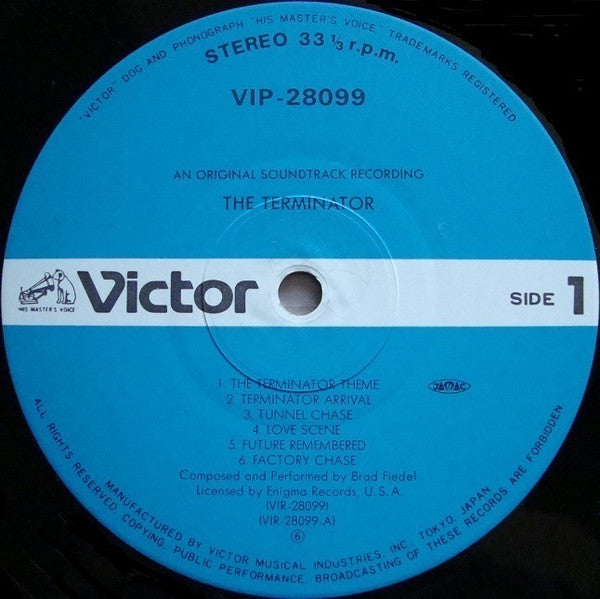 "VICTOR" DOG AND PHONOGRAPH "HIS MASTER'S VOICE" TRADEMARKS REGISTERED.
STEREO 33 1/3 r.p.m.
VIP-28099
AN ORIGINAL SOUNDTRACK RECORDING
THE TERMINATOR
"HIS MASTER'S VOICE"
Victor
SIDE 1
1. THE TERMINATOR THEME
2. TERMINATOR ARRIVAL
3. TUNNEL CHASE
4. LOVE SCENE
5. FUTURE REMEMBERED
6. FACTORY CHASE
JASRAC
Composed and Performed by Brad Fiedel
Licensed by Enigma Records, U.S.A.
(VIR-28099)
(VIR-28099-A)
⑥
MANUFACTURED BY VICTOR MUSICAL INDUSTRIES, INC., TOKYO, JAPAN
ALL RIGHTS RESERVED, COPYING, PUBLIC PERFORMANCE, BROADCASTING OF THESE RECORDS ARE FORBIDDEN